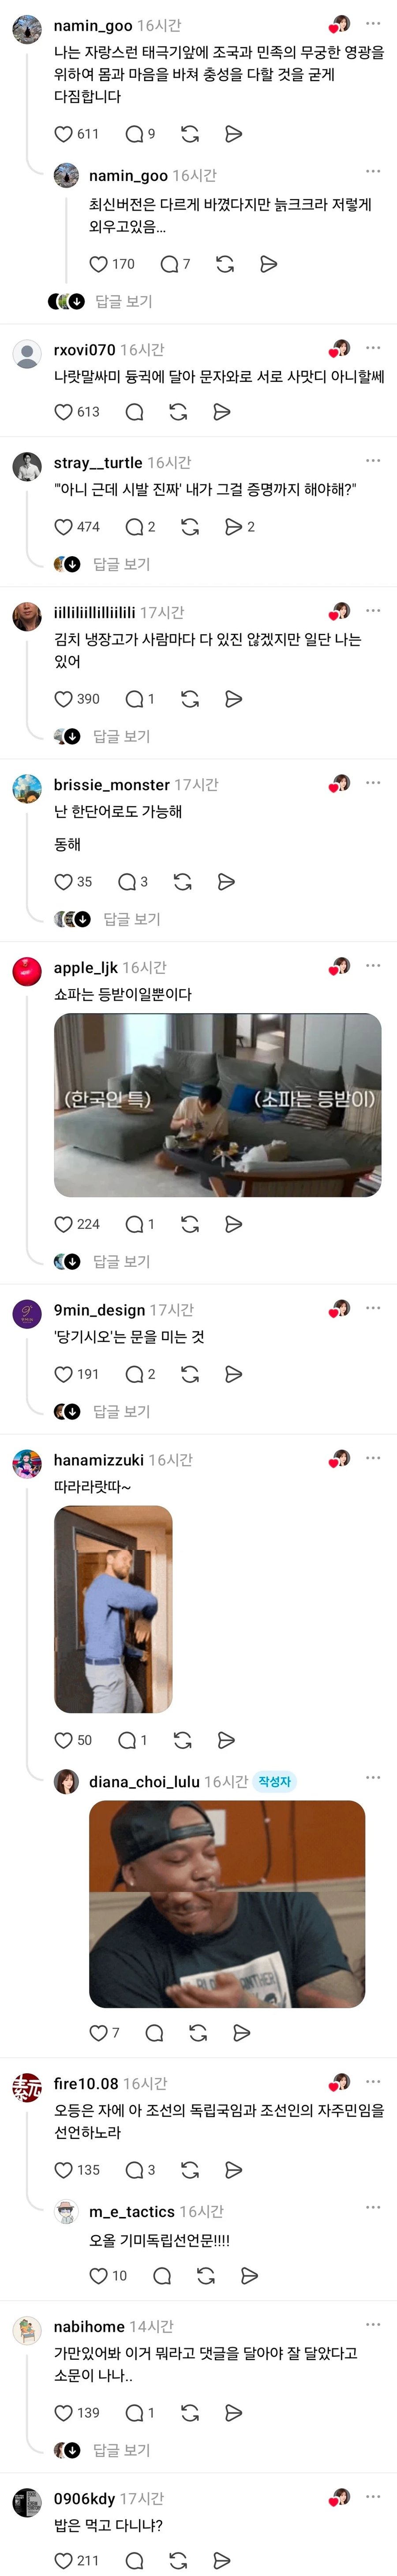 namin_goo 16시간
나는 자랑스런 태극기앞에 조국과 민족의 무궁한 영광을
위하여 몸과 마음을 바쳐 충성을 다할 것을 굳게
다짐합니다
611 9
namin_goo 16시간
최신버전은 다르게 바꼈다지만 늙크크라 저렇게
외우고있음...
170 7
답글 보기
rxovi070 16시간
나랏말싸미 듕귁에 달아 문자와로 서로 사맛디 아니할쎄
613
stray__turtle 16시간
"'아니 근데 시발 진짜' 내가 그걸 증명까지 해야해?"
474 2 2
답글 보기
iilliliillilliilili 17시간
김치 냉장고가 사람마다 다 있진 않겠지만 일단 나는
있어
390 1
답글 보기
brissie_monster 17시간
난 한단어로도 가능해
동해
35 3
답글 보기
apple_ljk 16시간
쇼파는 등받이일뿐이다
(한국인 특) (소파는 등받이)
224 1
답글 보기
9min_design 17시간
'당기시오'는 문을 미는 것
191 2
답글 보기
hanamizzuki 16시간
따라라랏따~
50 1
diana_choi_lulu 16시간 작성자
7
fire10.08 16시간
오등은 자에 아 조선의 독립국임과 조선인의 자주민임을
선언하노라
135 3
m_e_tactics 16시간
오올 기미독립선언문!!!!
10
nabihome 14시간
가만있어봐 이거 뭐라고 댓글을 달아야 잘 달았다고
소문이 나나..
139 1
답글 보기
0906kdy 17시간
밥은 먹고 다니냐?
211